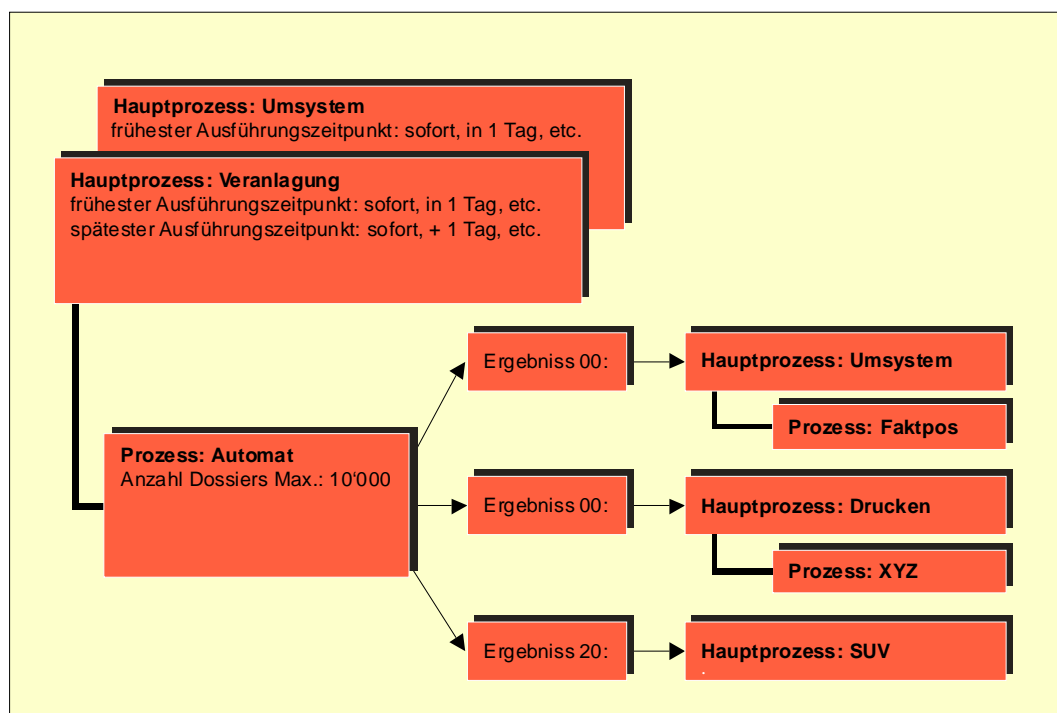 Hauptprozess: Umsystem
frühester Ausführungszeitpunkt: sofort, in 1 Tag, etc.
Hauptprozess: Veranlagung
frühester Ausführungszeitpunkt: sofort, in 1 Tag, etc.
spätester Ausführungszeitpunkt: sofort, + 1 Tag, etc.
Prozess: Automat
Anzahl Dossiers Max.: 10'000
Ergebniss 00:
Hauptprozess: Umsystem
Prozess: Faktpos
Ergebniss 00:
Hauptprozess: Drucken
Prozess: XYZ
Ergebniss 20:
Hauptprozess: SUV
.